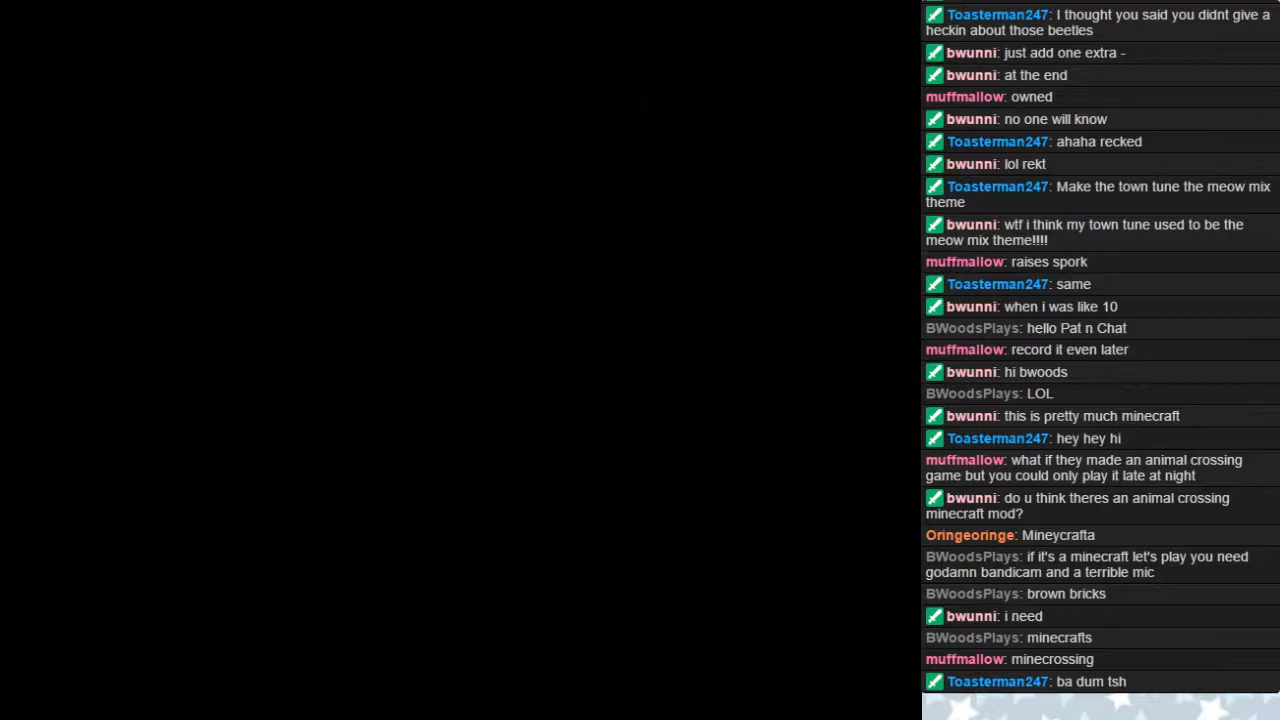 Toasterman247: I thought you said you didnt give a
heckin about those beetles
bwunni: just add one extra -
bwunni: at the end
muffmallow: owned
bwunni: no one will know
Toasterman247: ahaha recked
bwunni: lol rekt
Toasterman247: Make the town tune the meow mix
theme
bwunni: wtf i think my town tune used to be the
meow mix theme!!!!
muffmallow: raises spork
Toasterman247: same
bwunni: when i was like 10
BWoodsPlays: hello Pat n Chat
muffmallow: record it even later
bwunni: hi bwoods
BWoodsPlays: LOL
bwunni: this is pretty much minecraft
Toasterman247: hey hey hi
muffmallow: what if they made an animal crossing
game but you could only play it late at night
bwunni: do u think theres an animal crossing
minecraft mod?
Oringeoringe: Mineycrafta
BWoodsPlays: if it's a minecraft let's play you need
godamn bandicam and a terrible mic
BWoodsPlays: brown bricks
bwunni: i need
BWoodsPlays: minecrafts
muffmallow: minecrossing
Toasterman247: ba dum tsh